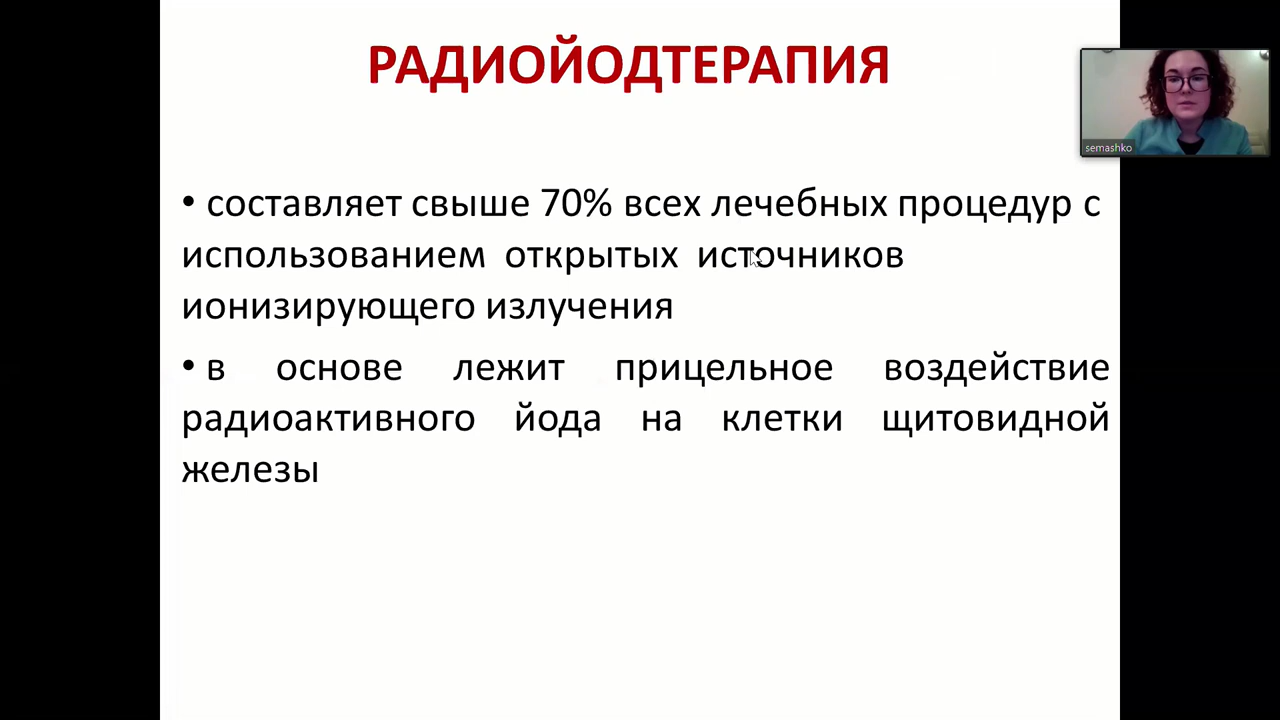 РАДИОЙОДТЕРАПИЯ
semashko
• составляет свыше 70% всех лечебных процедур с
использованием открытых источников
ионизирующего излучения
• в основе лежит прицельное воздействие
радиоактивного йода на клетки щитовидной
железы